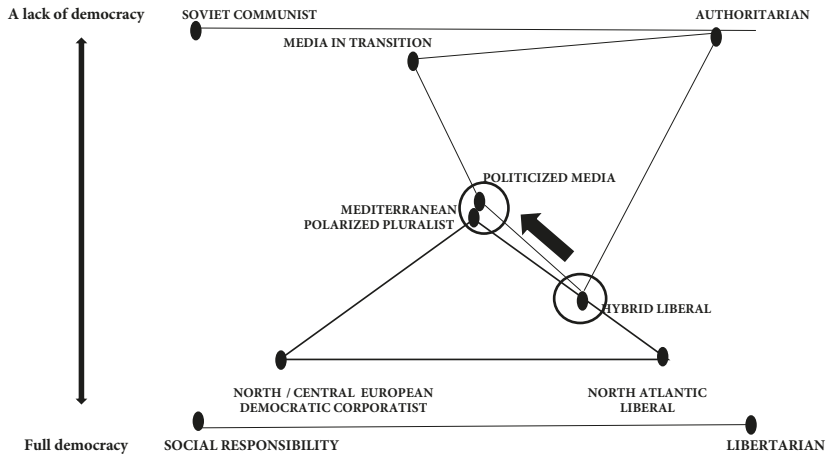 A lack of democracy
SOVIET COMMUNIST
AUTHORITARIAN
MEDIA IN TRANSITION
POLITICIZED MEDIA
MEDITERRANEAN
POLARIZED PLURALIST
HYBRID LIBERAL
NORTH / CENTRAL EUROPEAN
DEMOCRATIC CORPORATIST
NORTH ATLANTIC
LIBERAL
Full democracy
SOCIAL RESPONSIBILITY
LIBERTARIAN